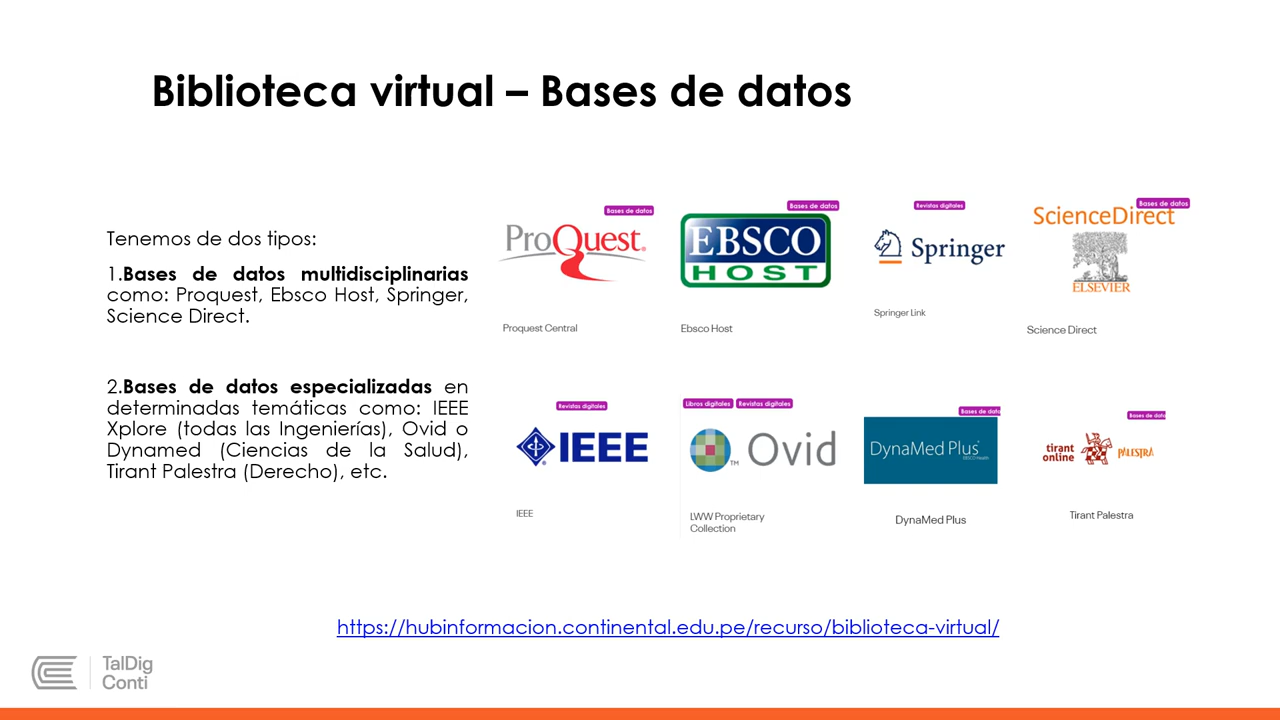 Biblioteca virtual – Bases de datos
Tenemos de dos tipos:
1.Bases de datos multidisciplinarias
como: Proquest, Ebsco Host, Springer,
Science Direct.
2.Bases de datos especializadas en
determinadas temáticas como: IEEE
Xplore (todas las Ingenierías), Ovid o
Dynamed (Ciencias de la Salud),
Tirant Palestra (Derecho), etc.
Bases de datos
ProQuest
Proquest Central
Bases de datos
EBSCO
HOST
Ebsco Host
Revistas digitales
Springer
Springer Link
Bases de datos
ScienceDirect
ELSEVIER
Science Direct
Revistas digitales
IEEE
IEEE
Libros digitales Revistas digitales
Ovid
TM
LWW Proprietary
Collection
Bases de dato
DynaMed Plus
EBSCO Health
DynaMed Plus
Bases de dato
tirant
online
PALESTRA
Tirant Palestra
https://hubinformacion.continental.edu.pe/recurso/biblioteca-virtual/
TalDig
Conti